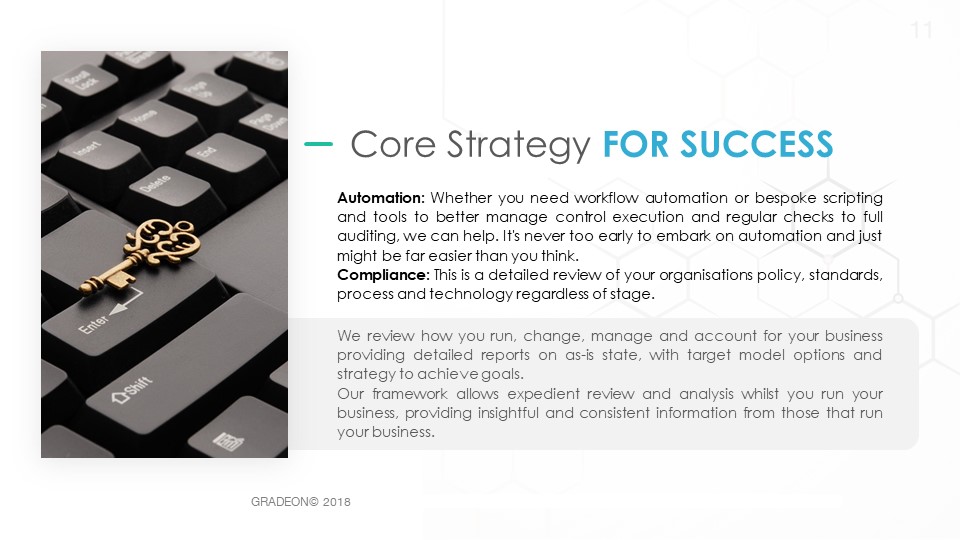 11
Core Strategy FOR SUCCESS
Automation: Whether you need workflow automation or bespoke scripting
and tools to better manage control execution and regular checks to full
auditing, we can help. It's never too early to embark on automation and just
might be far easier than you think.
Compliance: This is a detailed review of your organisations policy, standards,
process and technology regardless of stage.
We review how you run, change, manage and account for your business
providing detailed reports on as-is state, with target model options and
strategy to achieve goals.
Our framework allows expedient review and analysis whilst you run your
business, providing insightful and consistent information from those that run
your business.
Scroll
Lock
Page
Up
Home
Page
Down
Insert
End
Delete
Enter
Shift
GRADEON© 2018